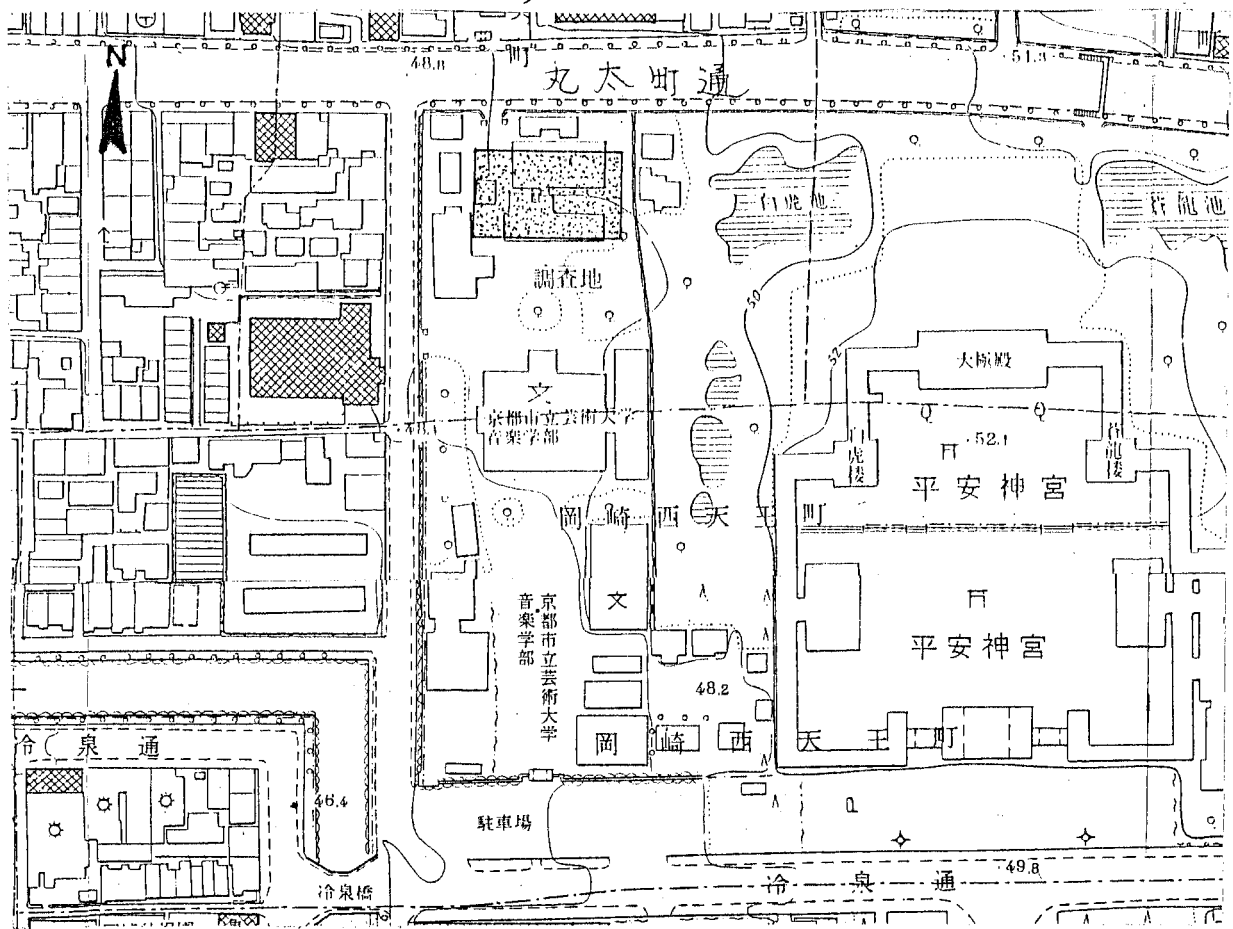 N
48.8
町
丸太町通
51.3
白虎池
蒼龍池
調査地
50
52
大極殿
文
京都市立芸術大学
音楽学部
52.1
白虎楼
蒼龍楼
平安神宮
岡崎西天王町
文
京都市立芸術大学
音楽学部
平安神宮
48.2
岡崎西天王町
冷泉通
46.4
駐車場
冷泉橋
49.8
冷泉通